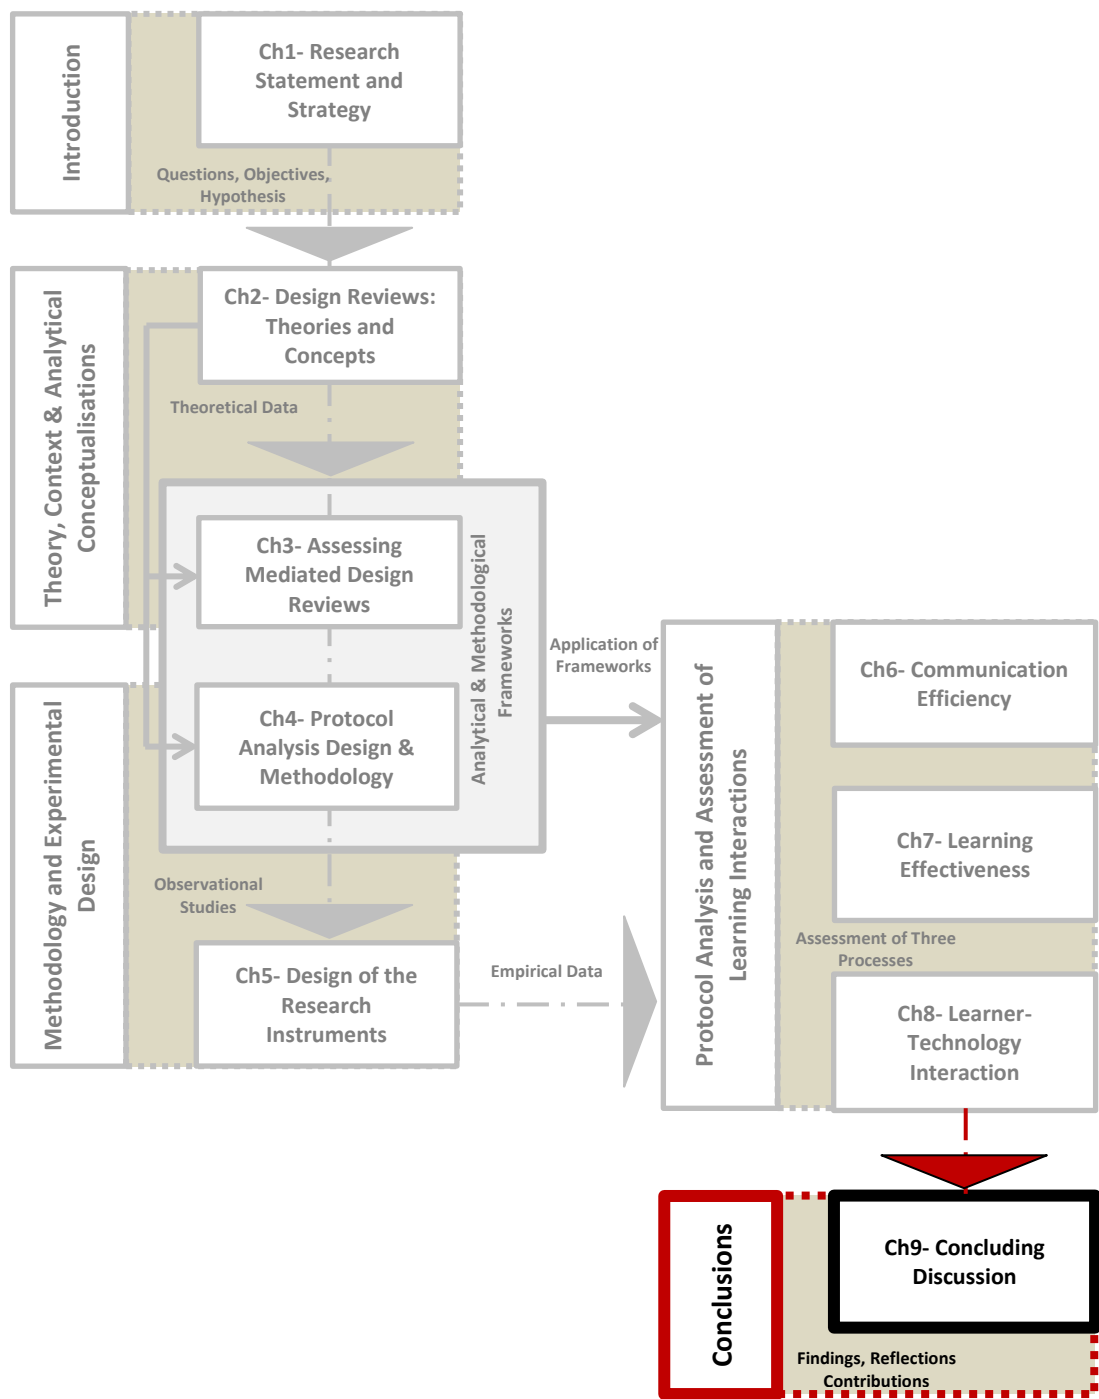 Introduction
Ch1- Research
Statement and
Strategy
Questions, Objectives,
Hypothesis
Theory, Context & Analytical
Conceptualisations
Ch2- Design Reviews:
Theories and
Concepts
Theoretical Data
Ch3- Assessing
Mediated Design
Reviews
Analytical & Methodological
Frameworks
Methodology and Experimental
Design
Ch4- Protocol
Analysis Design &
Methodology
Observational
Studies
Ch5- Design of the
Research
Instruments
Application of
Frameworks
Empirical Data
Protocol Analysis and Assessment of
Learning Interactions
Ch6- Communication
Efficiency
Ch7- Learning
Effectiveness
Assessment of Three
Processes
Ch8- Learner-
Technology
Interaction
Conclusions
Ch9- Concluding
Discussion
Findings, Reflections
Contributions